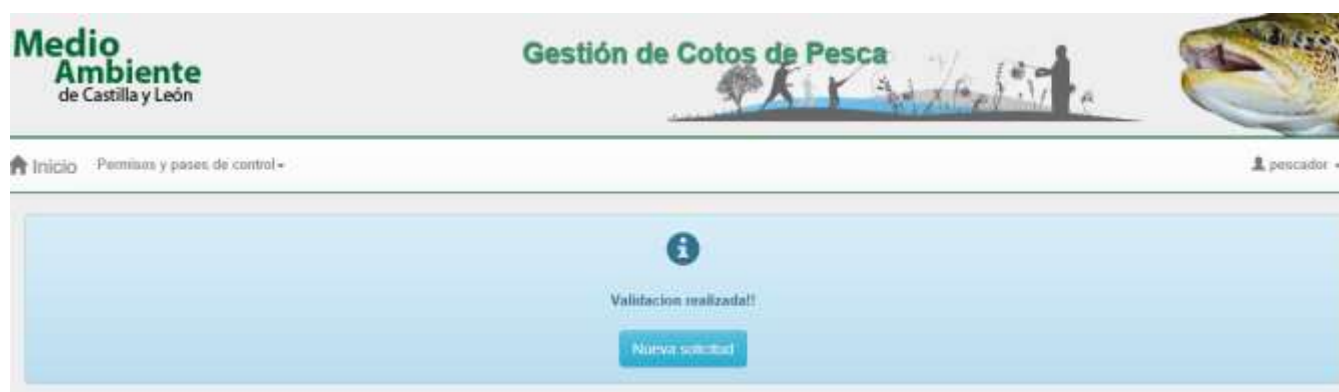 Medio
Ambiente
de Castilla y León
Gestión de Cotos de Pesca
Inicio Permisos y pases de control
pescador
Validacion realizada!!
Nueva solicitud